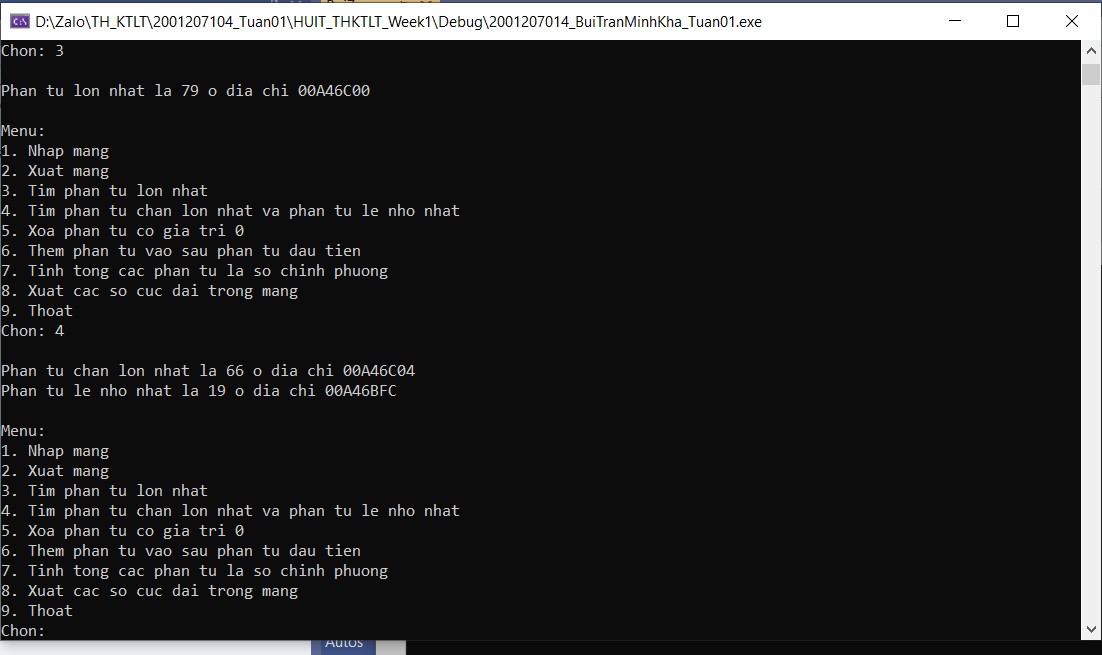 D:\Zalo\TH_KTLT\2001207104_Tuan01\HUIT_THKTLT_Week1\Debug\2001207014_BuiTranMinhKha_Tuan01.exe
Chon: 3
Phan tu lon nhat la 79 o dia chi 00A46C00
Menu:
1. Nhap mang
2. Xuat mang
3. Tim phan tu lon nhat
4. Tim phan tu chan lon nhat va phan tu le nho nhat
5. Xoa phan tu co gia tri 0
6. Them phan tu vao sau phan tu dau tien
7. Tinh tong cac phan tu la so chinh phuong
8. Xuat cac so cuc dai trong mang
9. Thoat
Chon: 4
Phan tu chan lon nhat la 66 o dia chi 00A46C04
Phan tu le nho nhat la 19 o dia chi 00A46BFC
Menu:
1. Nhap mang
2. Xuat mang
3. Tim phan tu lon nhat
4. Tim phan tu chan lon nhat va phan tu le nho nhat
5. Xoa phan tu co gia tri 0
6. Them phan tu vao sau phan tu dau tien
7. Tinh tong cac phan tu la so chinh phuong
8. Xuat cac so cuc dai trong mang
9. Thoat
Chon:
Autos